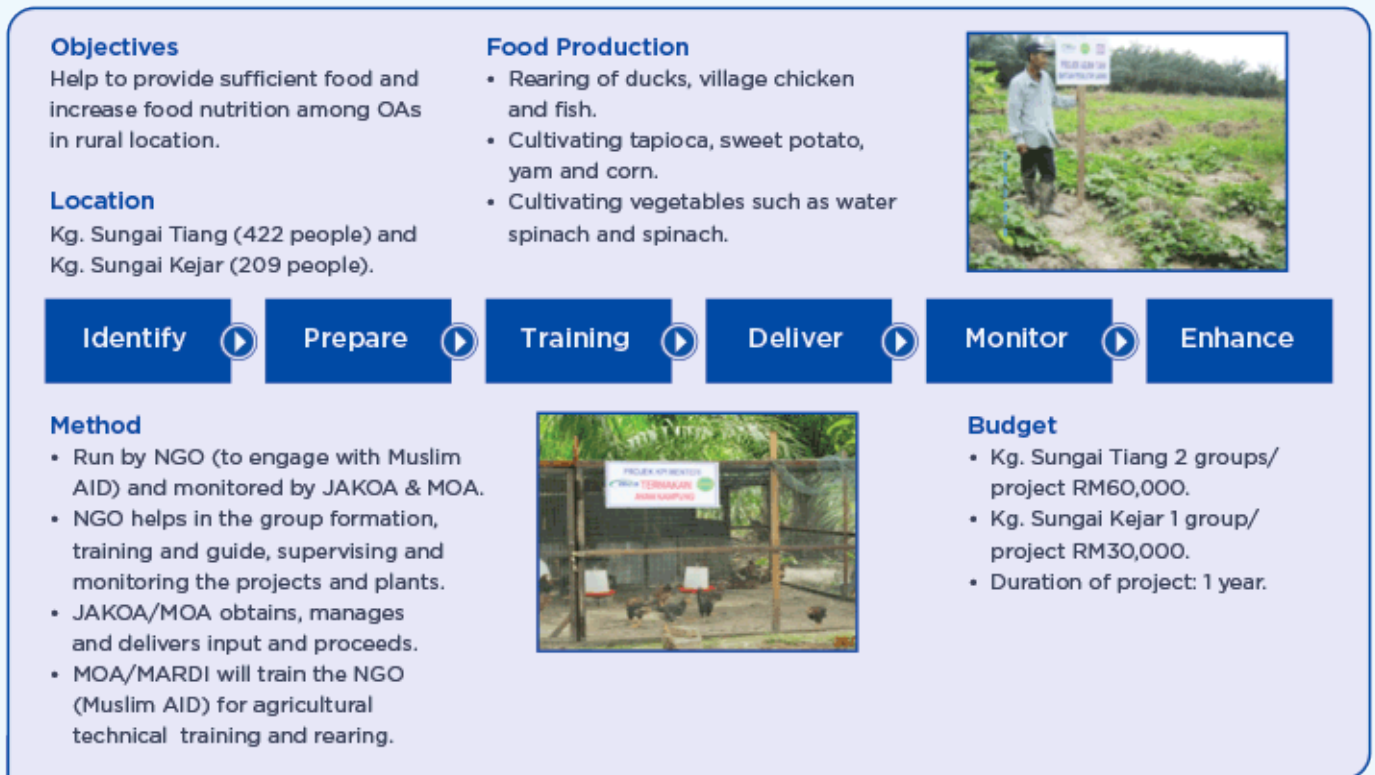 Objectives
Help to provide sufficient food and
increase food nutrition among OAs
in rural location.
Location
Kg. Sungai Tiang (422 people) and
Kg. Sungai Kejar (209 people).
Food Production
• Rearing of ducks, village chicken
and fish.
• Cultivating tapioca, sweet potato,
yam and corn.
• Cultivating vegetables such as water
spinach and spinach.
Identify
Prepare
Training
Deliver
Monitor
Enhance
Method
• Run by NGO (to engage with Muslim
AID) and monitored by JAKOA & MOA.
• NGO helps in the group formation,
training and guide, supervising and
monitoring the projects and plants.
• JAKOA/MOA obtains, manages
and delivers input and proceeds.
• MOA/MARDI will train the NGO
(Muslim AID) for agricultural
technical training and rearing.
TERNAKAN
AYAM KAMPUNG
Budget
• Kg. Sungai Tiang 2 groups/
project RM60,000.
• Kg. Sungai Kejar 1 group/
project RM30,000.
• Duration of project: 1 year.